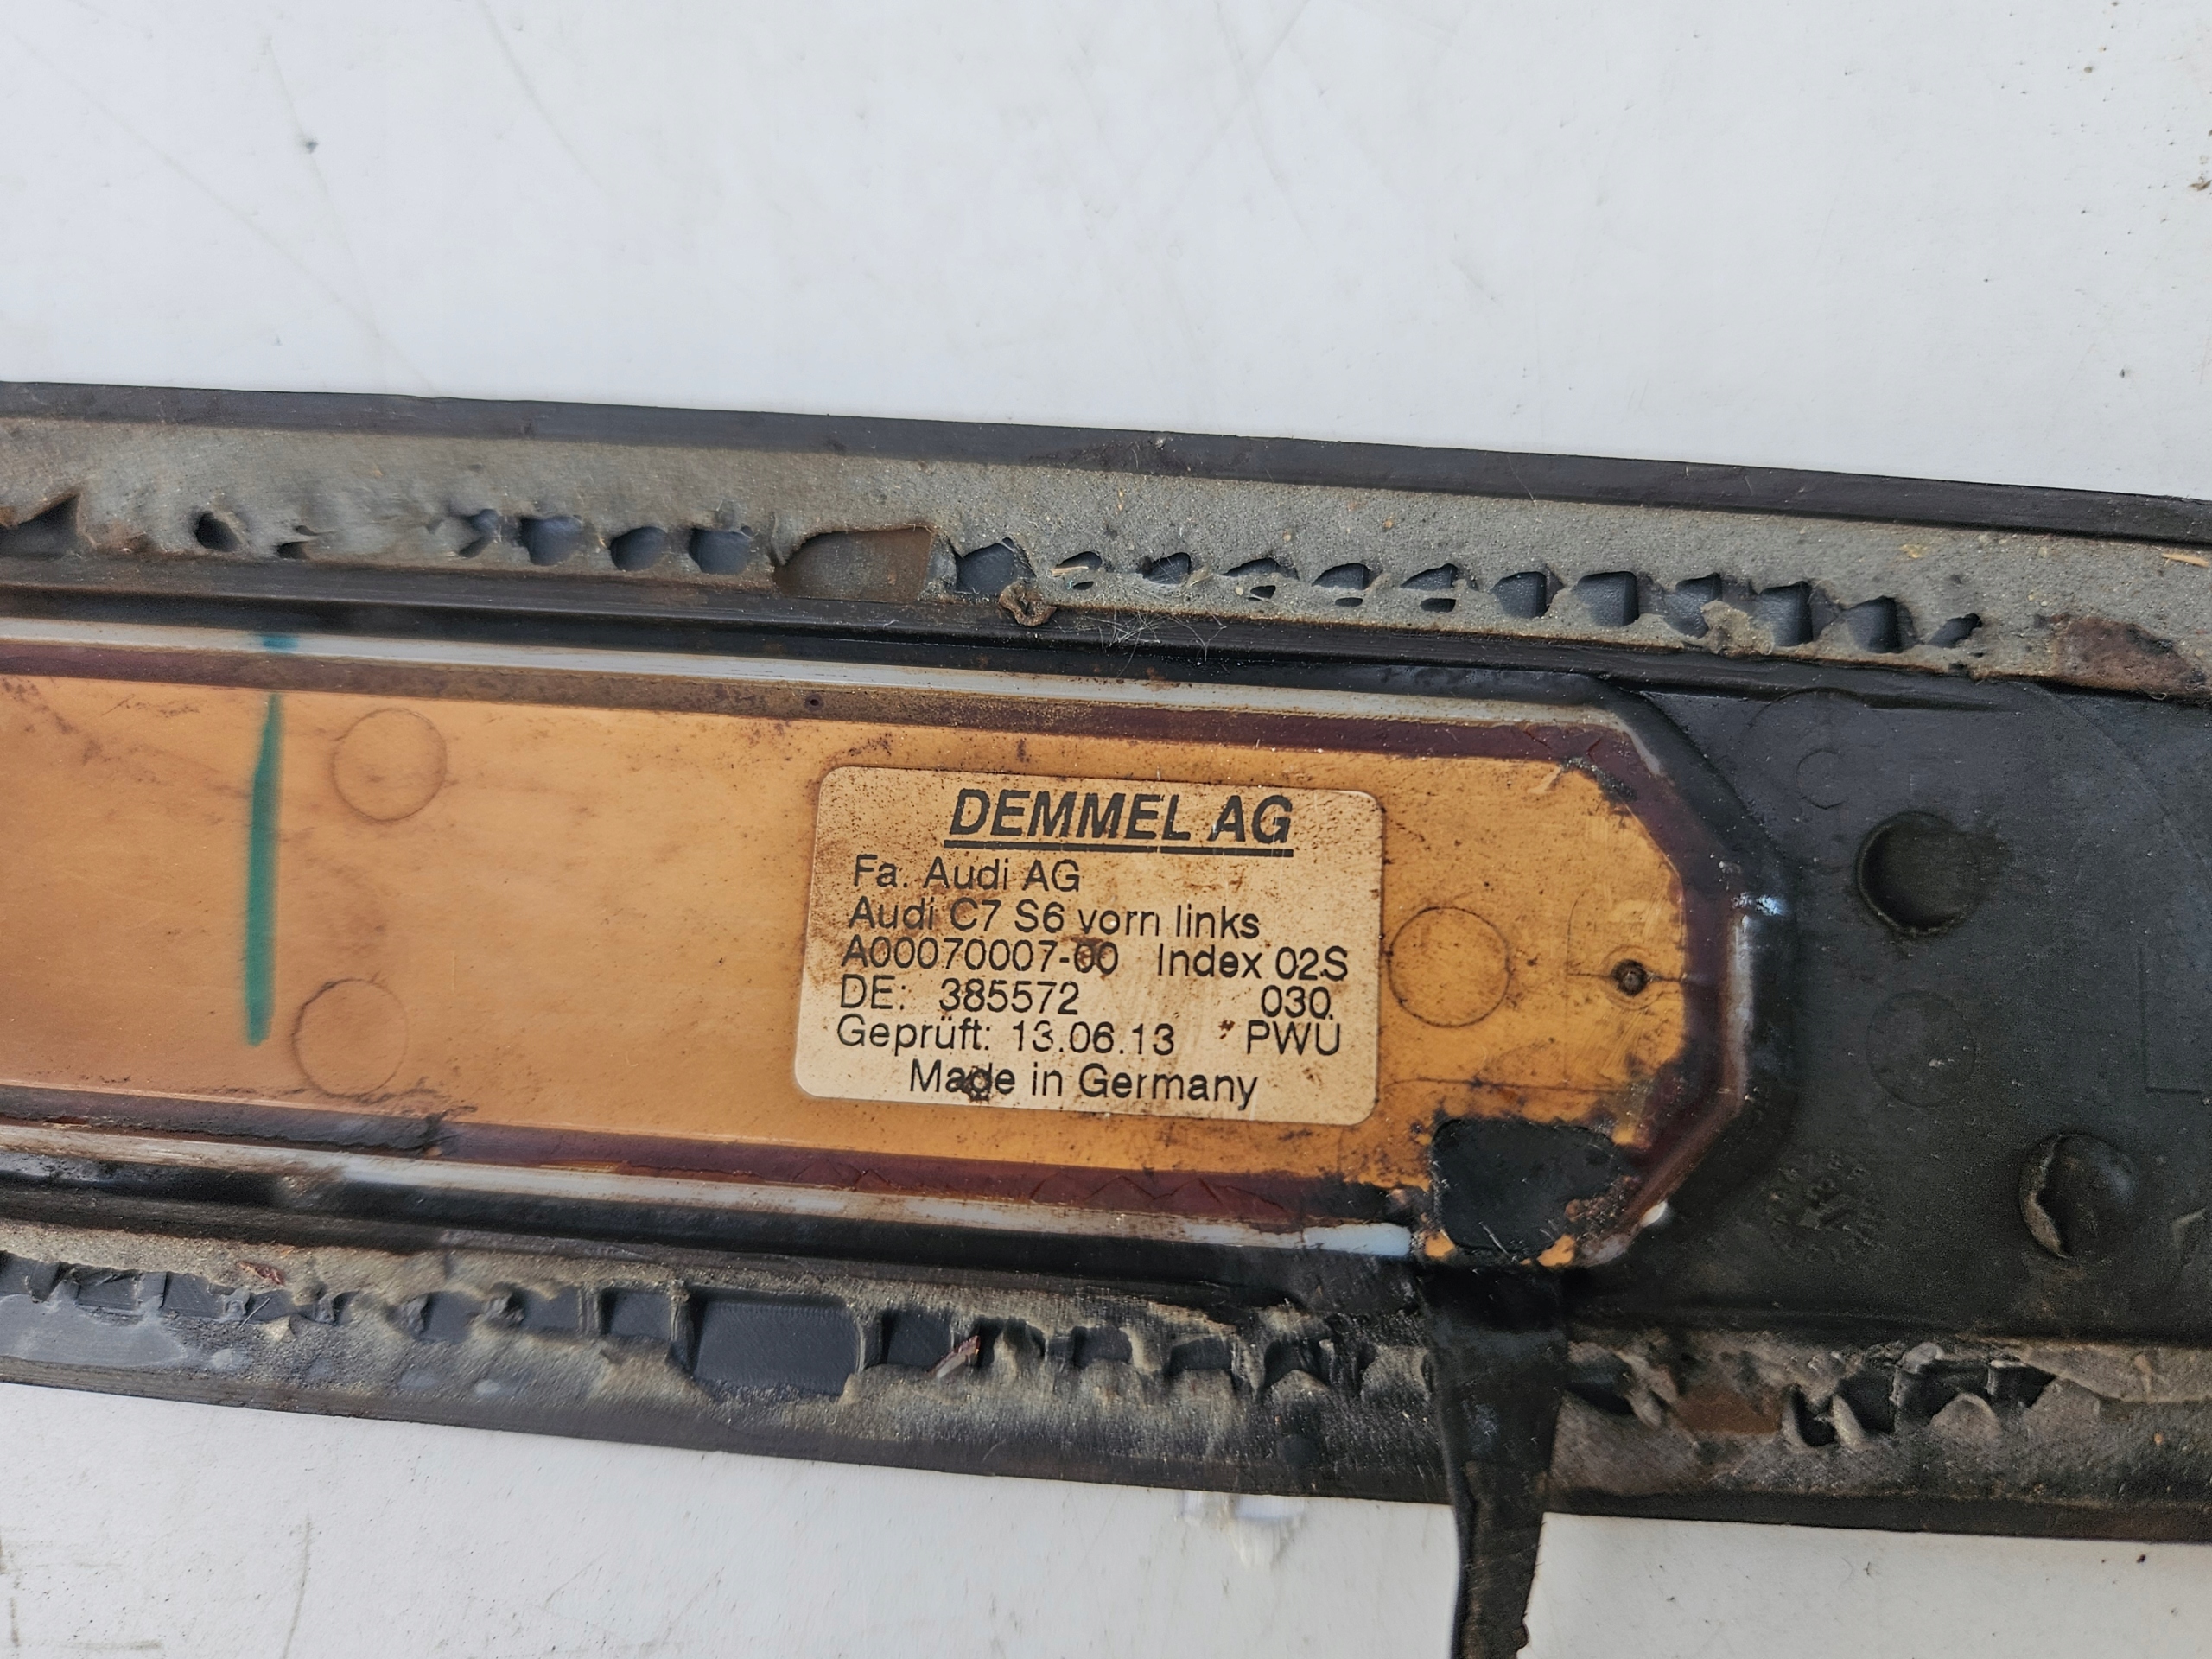 DEMMEL AG
Fa. Audi AG
Audi C7 S6 vorn links
A00070007-00 Index 02S
DE: 385572 030
Geprüft: 13.06.13 PWU
Made in Germany